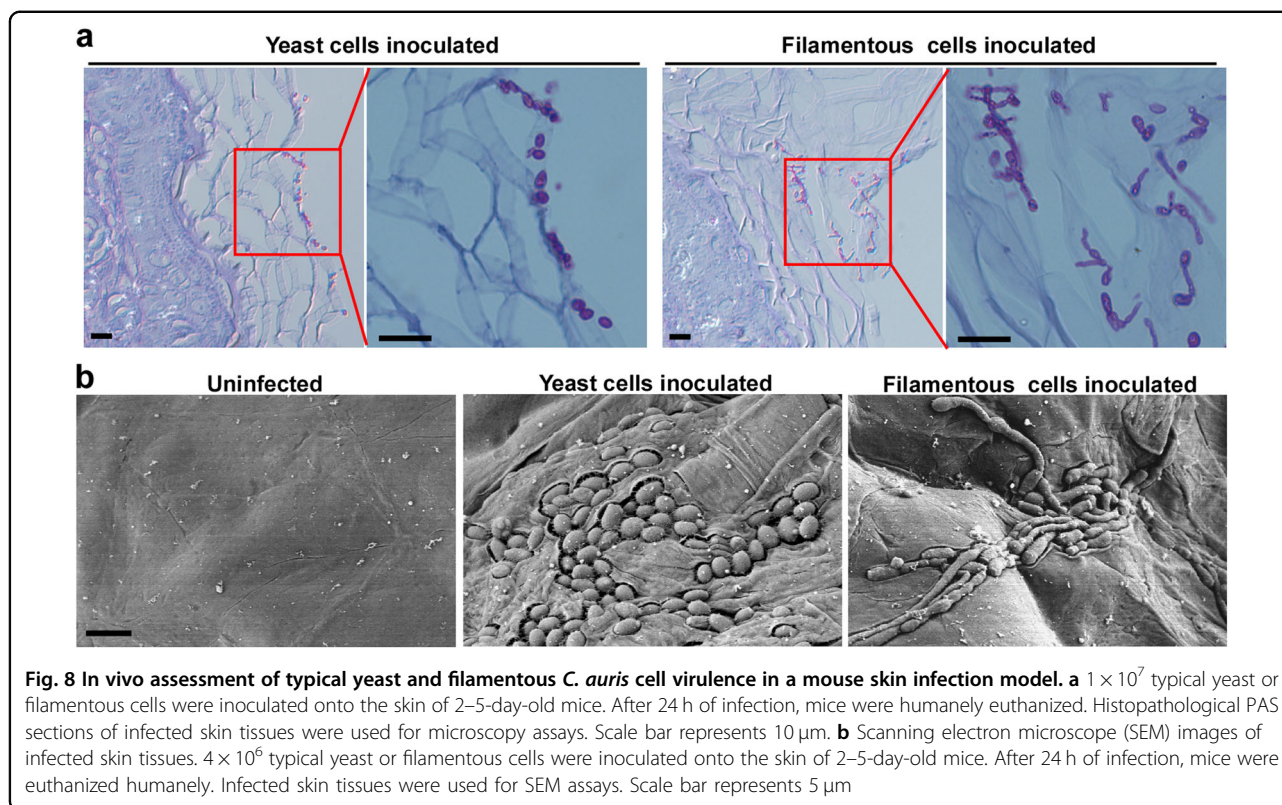 a
Yeast cells inoculated
Filamentous cells inoculated
b
Uninfected
Yeast cells inoculated
Filamentous cells inoculated
Fig. 8 In vivo assessment of typical yeast and filamentous C. auris cell virulence in a mouse skin infection model. a 1 × 10⁷ typical yeast or
filamentous cells were inoculated onto the skin of 2–5-day-old mice. After 24 h of infection, mice were humanely euthanized. Histopathological PAS
sections of infected skin tissues were used for microscopy assays. Scale bar represents 10 μm. b Scanning electron microscope (SEM) images of
infected skin tissues. 4 × 10⁶ typical yeast or filamentous cells were inoculated onto the skin of 2–5-day-old mice. After 24 h of infection, mice were
euthanized humanely. Infected skin tissues were used for SEM assays. Scale bar represents 5 μm